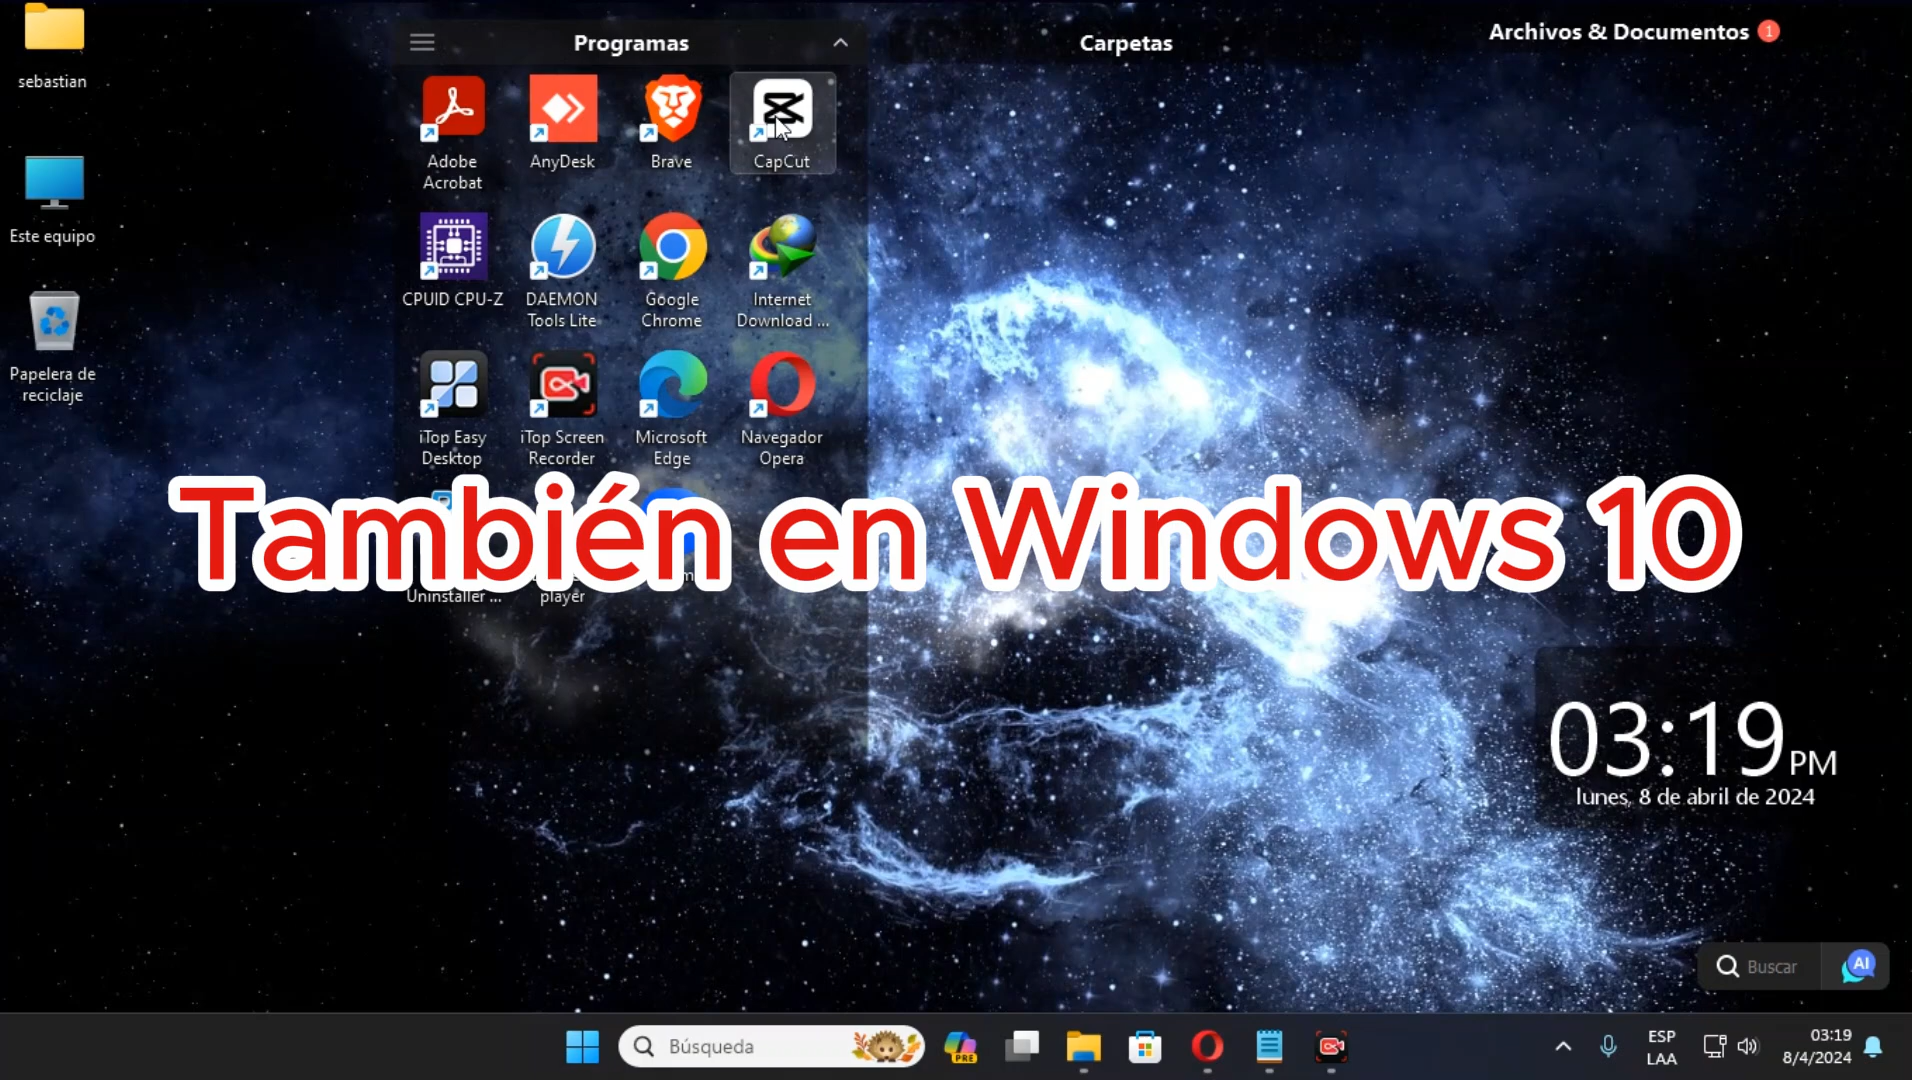 sebastian
Este equipo
Papelera de
reciclaje
Programas
Adobe
Acrobat
AnyDesk
Brave
CapCut
CPUID CPU-Z
DAEMON
Tools Lite
Google
Chrome
Internet
Download ...
iTop Easy
Desktop
iTop Screen
Recorder
Microsoft
Edge
Navegador
Opera
Uninstaller ...
player
Carpetas
Archivos & Documentos 1
También en Windows 10
03:19 PM
lunes, 8 de abril de 2024
Buscar AI
Búsqueda
PRE
ESP
LAA
03:19
8/4/2024